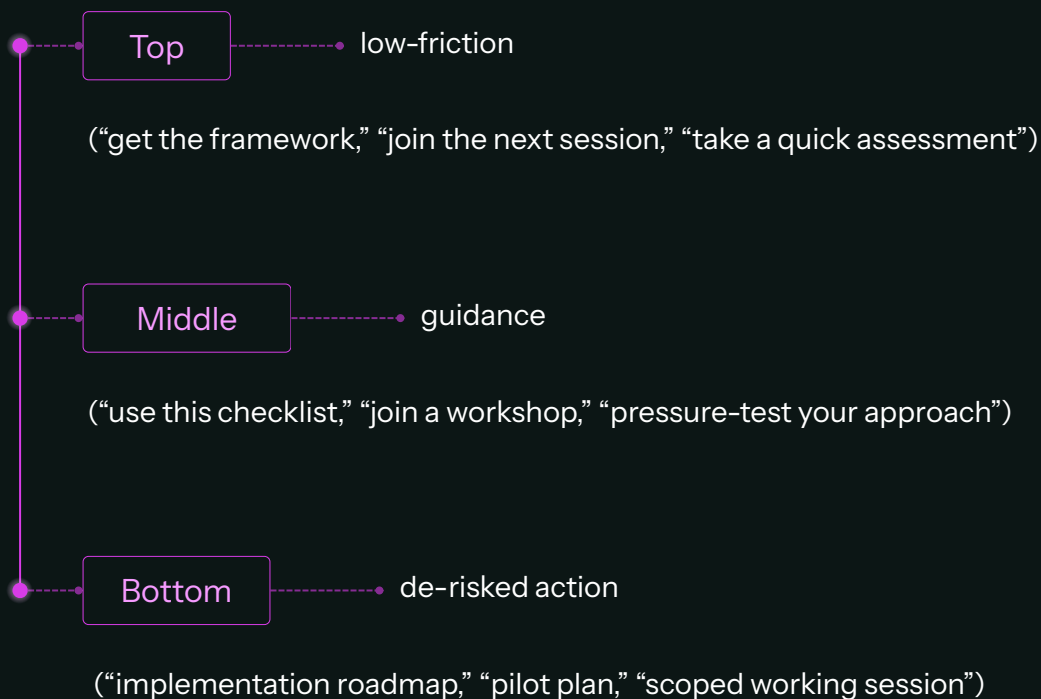 Top
low-friction
(“get the framework,” “join the next session,” “take a quick assessment”)
Middle
guidance
(“use this checklist,” “join a workshop,” “pressure-test your approach”)
Bottom
de-risked action
(“implementation roadmap,” “pilot plan,” “scoped working session”)